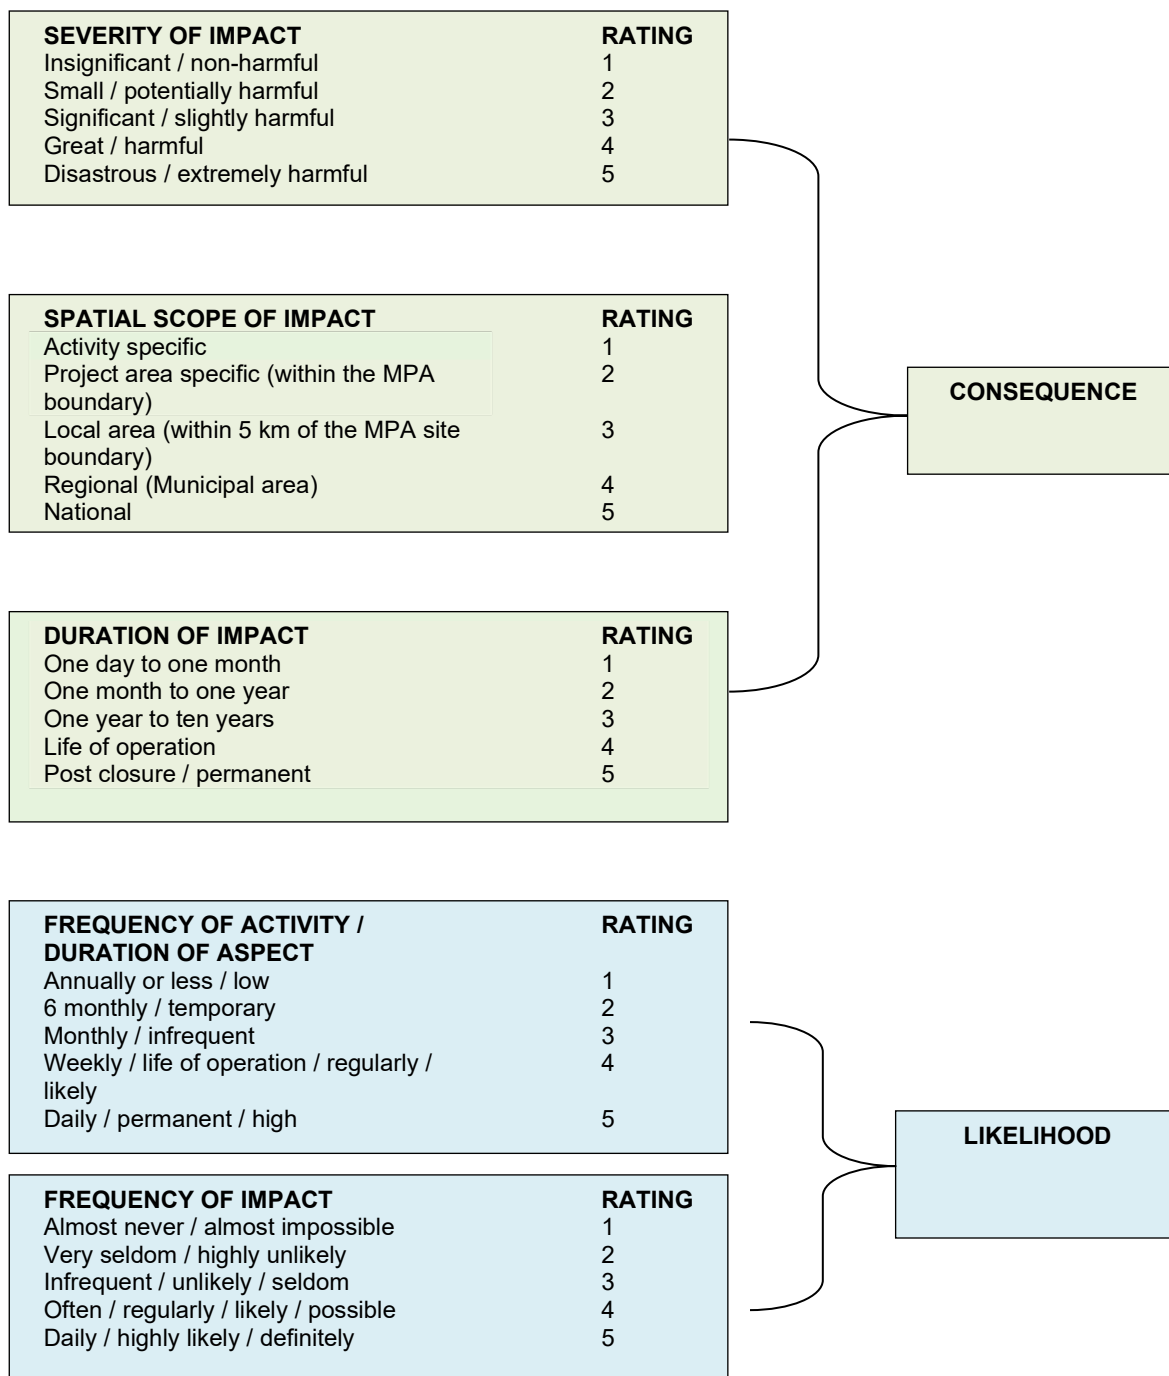 SEVERITY OF IMPACT RATING
Insignificant / non-harmful 1
Small / potentially harmful 2
Significant / slightly harmful 3
Great / harmful 4
Disastrous / extremely harmful 5
SPATIAL SCOPE OF IMPACT RATING
Activity specific 1
Project area specific (within the MPA 2
boundary)
Local area (within 5 km of the MPA site 3
boundary)
Regional (Municipal area) 4
National 5
CONSEQUENCE
DURATION OF IMPACT RATING
One day to one month 1
One month to one year 2
One year to ten years 3
Life of operation 4
Post closure / permanent 5
FREQUENCY OF ACTIVITY / RATING
DURATION OF ASPECT
Annually or less / low 1
6 monthly / temporary 2
Monthly / infrequent 3
Weekly / life of operation / regularly / 4
likely
Daily / permanent / high 5
LIKELIHOOD
FREQUENCY OF IMPACT RATING
Almost never / almost impossible 1
Very seldom / highly unlikely 2
Infrequent / unlikely / seldom 3
Often / regularly / likely / possible 4
Daily / highly likely / definitely 5